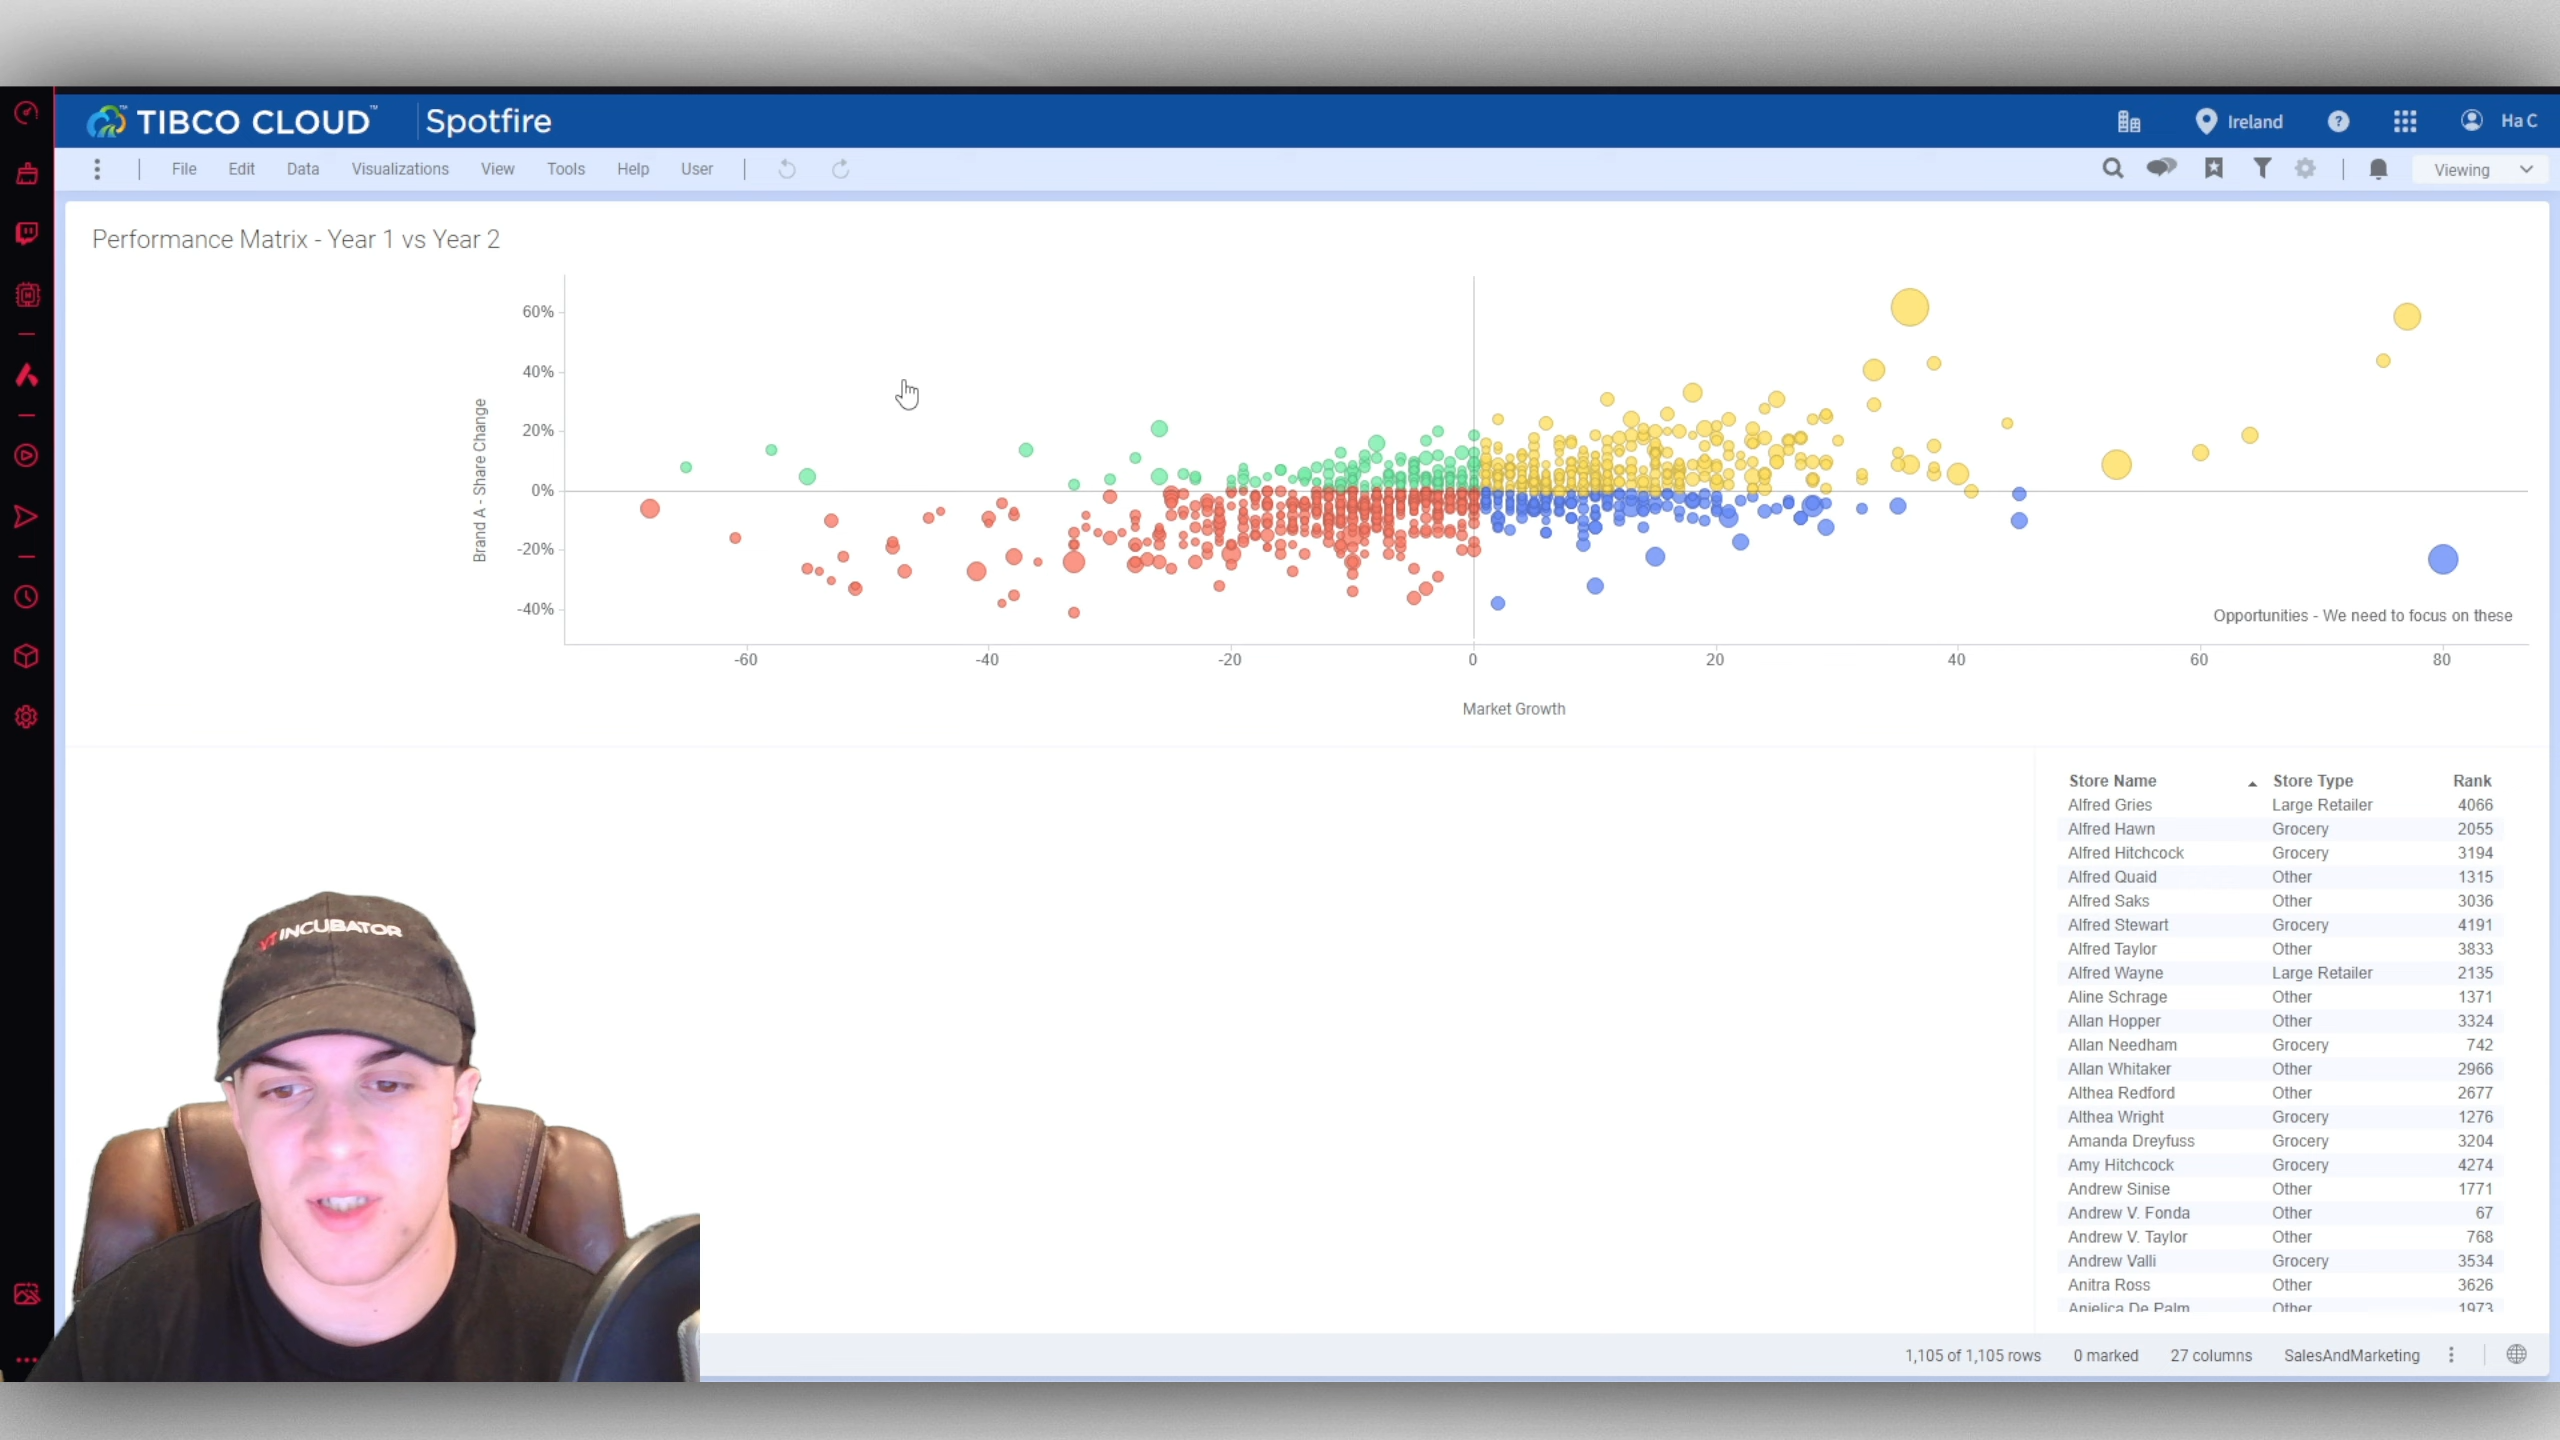 TIBCO CLOUD™ Spotfire
Ireland
?
Ha C
File Edit Data Visualizations View Tools Help User
Viewing
Performance Matrix - Year 1 vs Year 2
60%
40%
20%
0%
-20%
-40%
Brand A - Share Change
Opportunities - We need to focus on these
-60 -40 -20 0 20 40 60 80
Market Growth
Store Name Store Type Rank
Alfred Gries Large Retailer 4066
Alfred Hawn Grocery 2055
Alfred Hitchcock Grocery 3194
Alfred Quaid Other 1315
Alfred Saks Other 3036
Alfred Stewart Grocery 4191
Alfred Taylor Other 3833
Alfred Wayne Large Retailer 2135
Aline Schrage Other 1371
Allan Hopper Other 3324
Allan Needham Grocery 742
Allan Whitaker Other 2966
Althea Redford Other 2677
Althea Wright Grocery 1276
Amanda Dreyfuss Grocery 3204
Amy Hitchcock Grocery 4274
Andrew Sinise Other 1771
Andrew V. Fonda Other 67
Andrew V. Taylor Other 768
Andrew Valli Grocery 3534
Anitra Ross Other 3626
Anjelica De Palm Other 1973
YT INCUBATOR
1,105 of 1,105 rows 0 marked 27 columns SalesAndMarketing